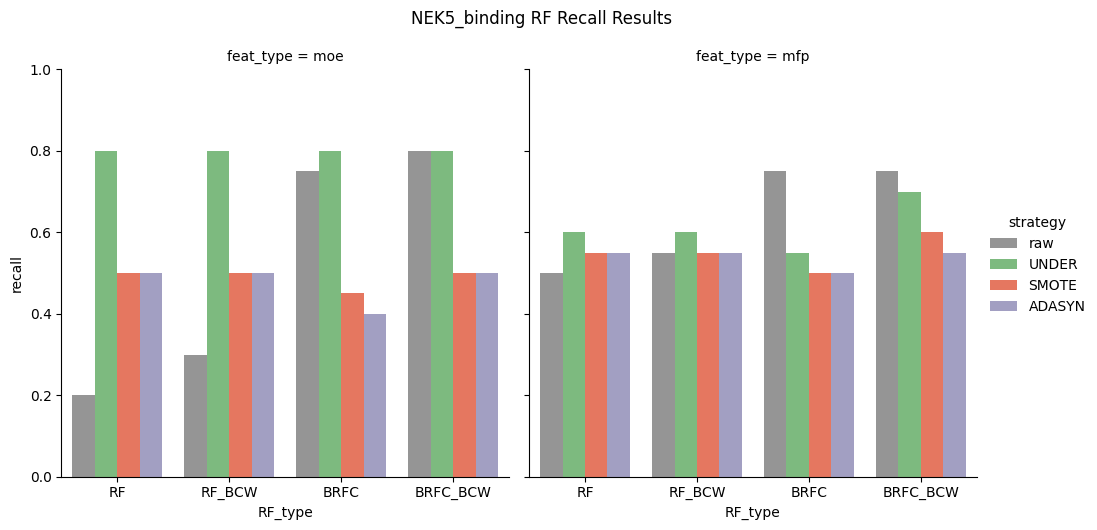 NEK5_binding RF Recall Results
feat_type = moe
feat_type = mfp
1.0
0.8
0.6
0.4
0.2
0.0
recall
RF
RF_BCW
BRFC
BRFC_BCW
RF_type
RF
RF_BCW
BRFC
BRFC_BCW
RF_type
strategy
raw
UNDER
SMOTE
ADASYN